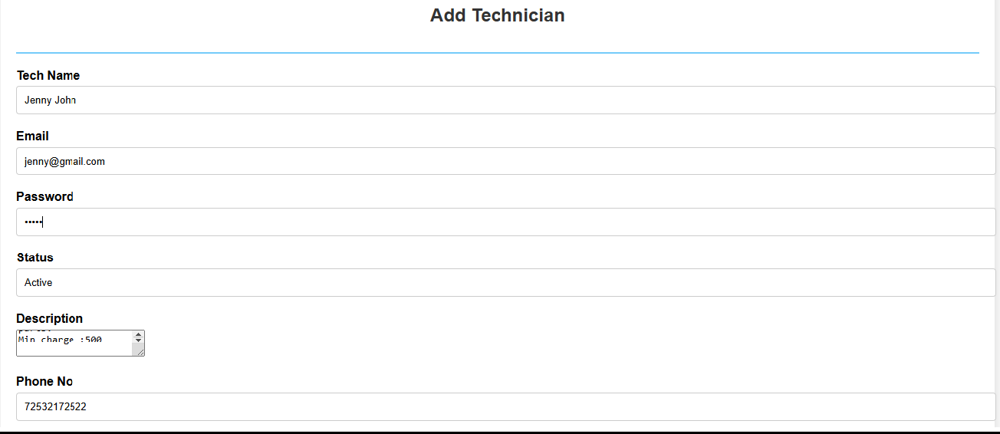 Add Technician
Tech Name
Jenny John
Email
jenny@gmail.com
Password
•••••
Status
Active
Description
Min charge :500
Phone No
72532172522